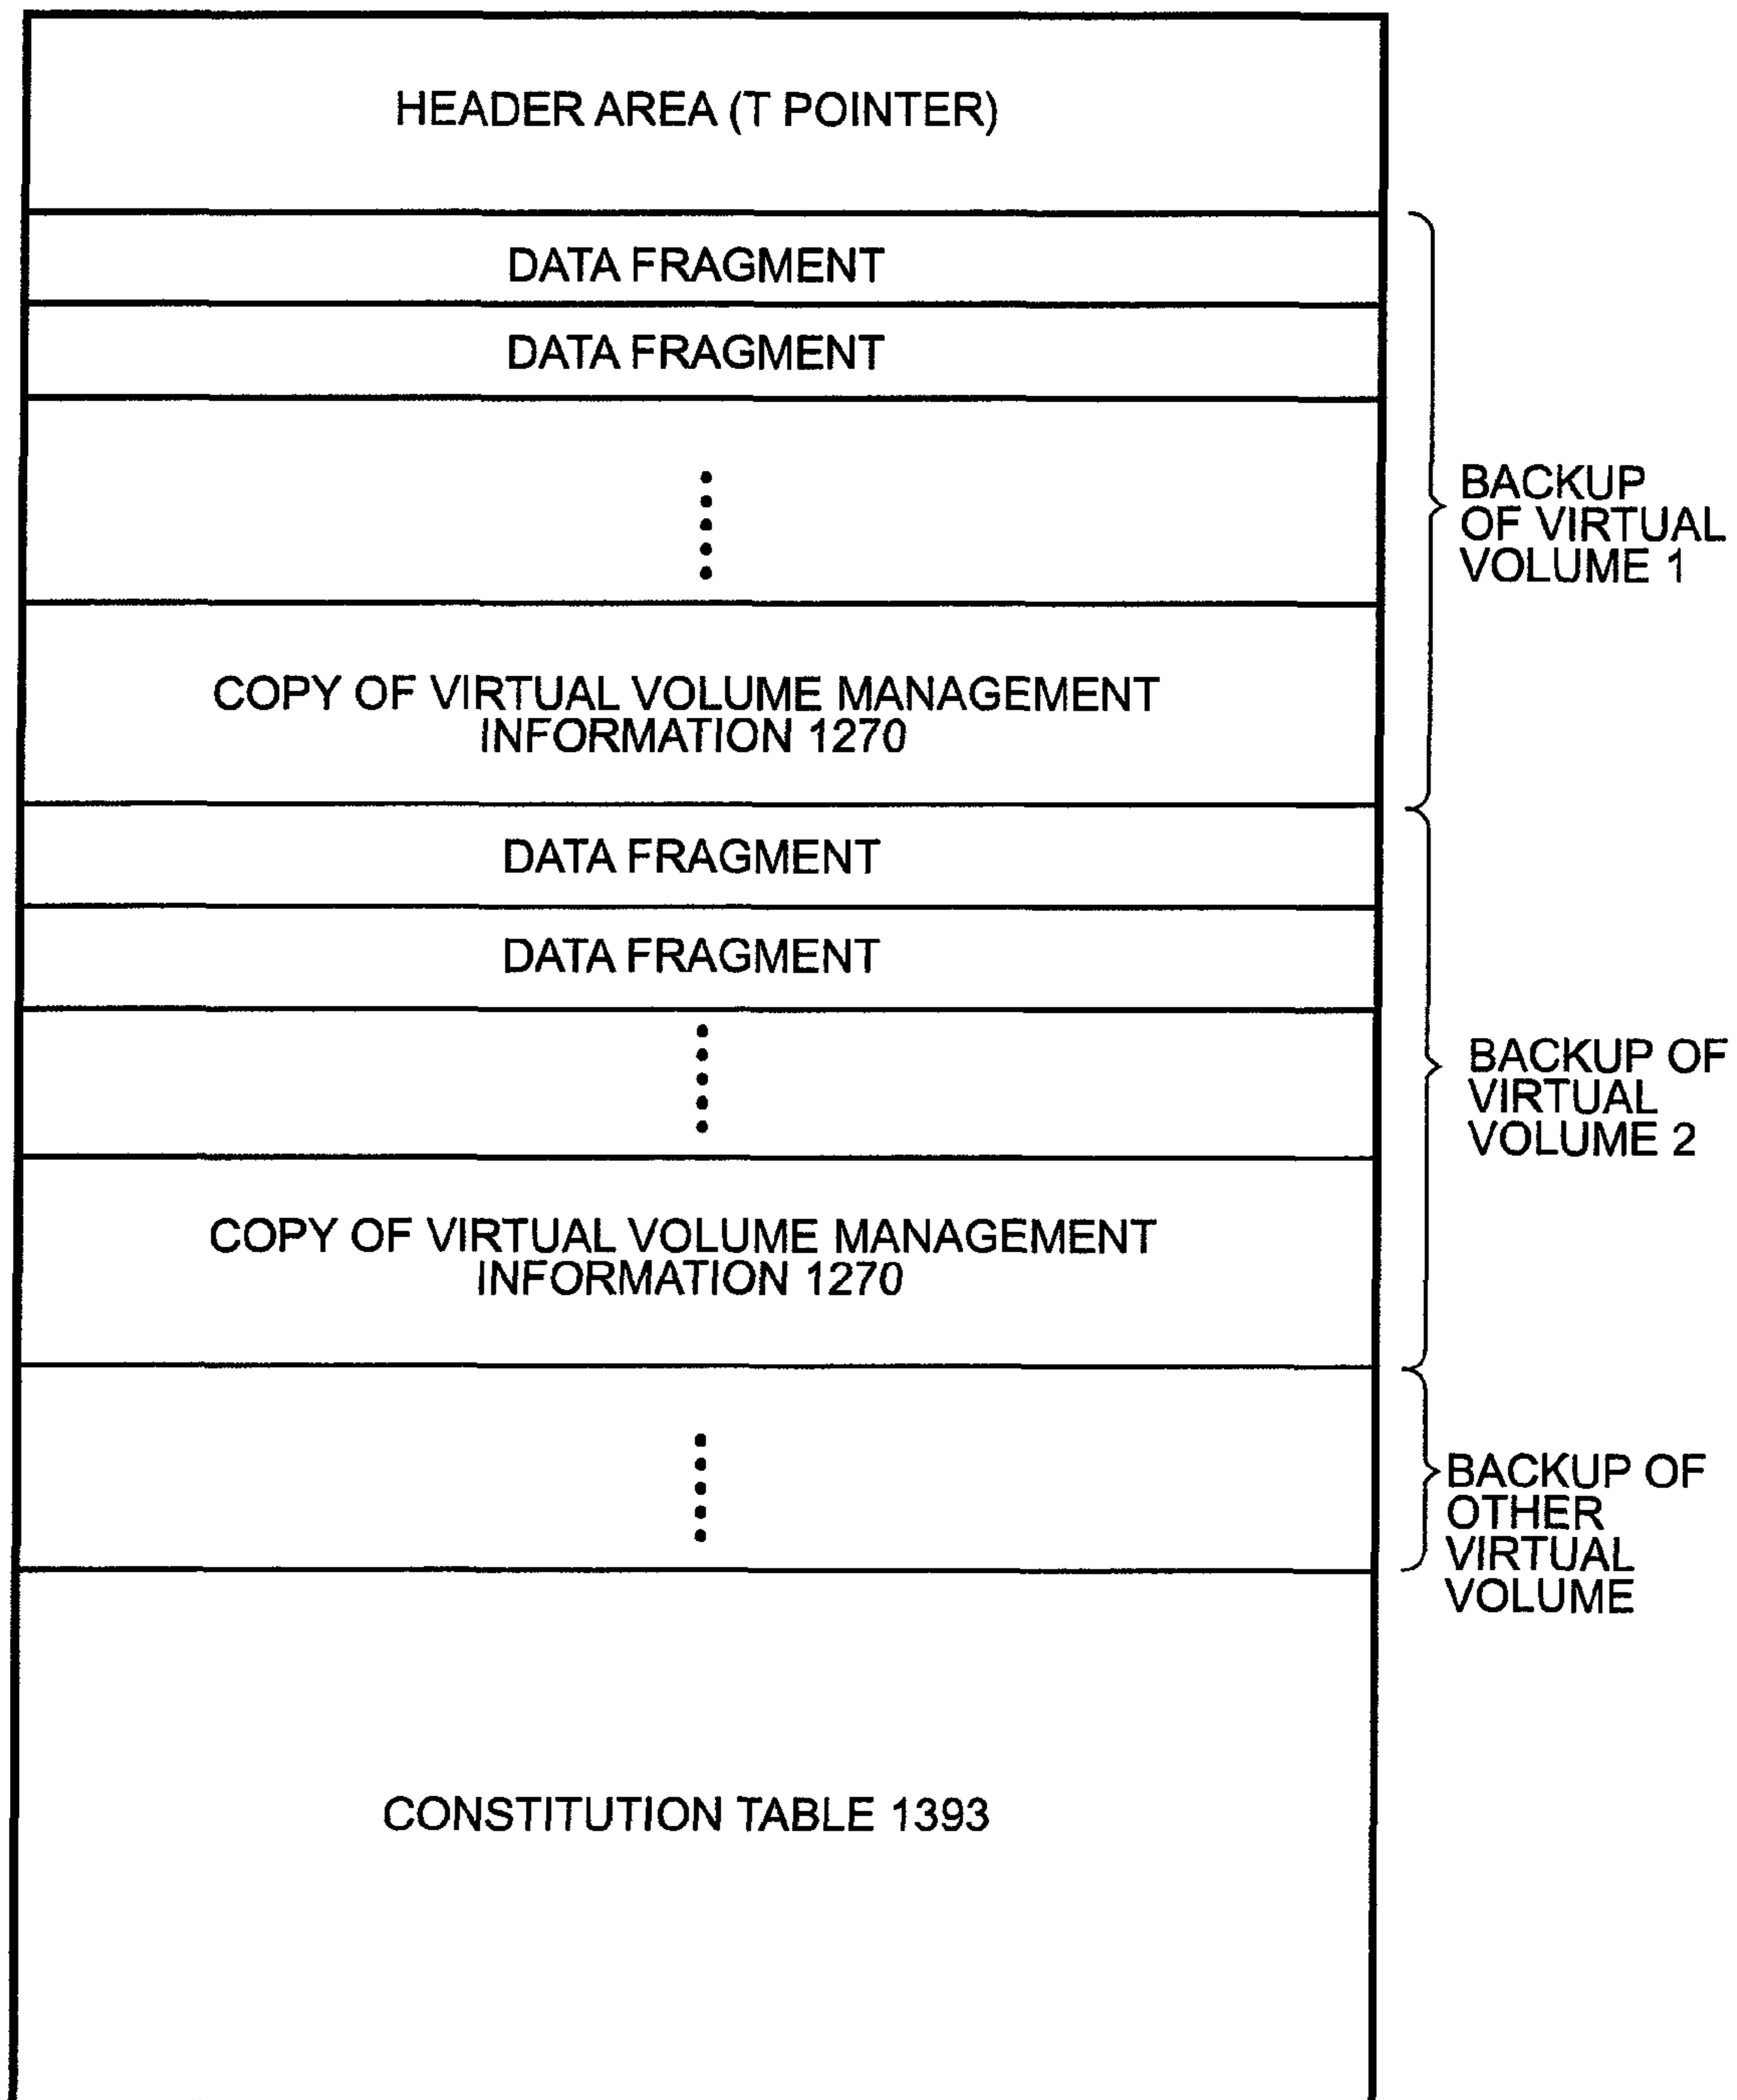 HEADER AREA (T POINTER)
DATA FRAGMENT
DATA FRAGMENT
BACKUP
OF VIRTUAL
VOLUME 1
COPY OF VIRTUAL VOLUME MANAGEMENT
INFORMATION 1270
DATA FRAGMENT
DATA FRAGMENT
BACKUP OF
VIRTUAL
VOLUME 2
COPY OF VIRTUAL VOLUME MANAGEMENT
INFORMATION 1270
BACKUP OF
OTHER
VIRTUAL
VOLUME
CONSTITUTION TABLE 1393